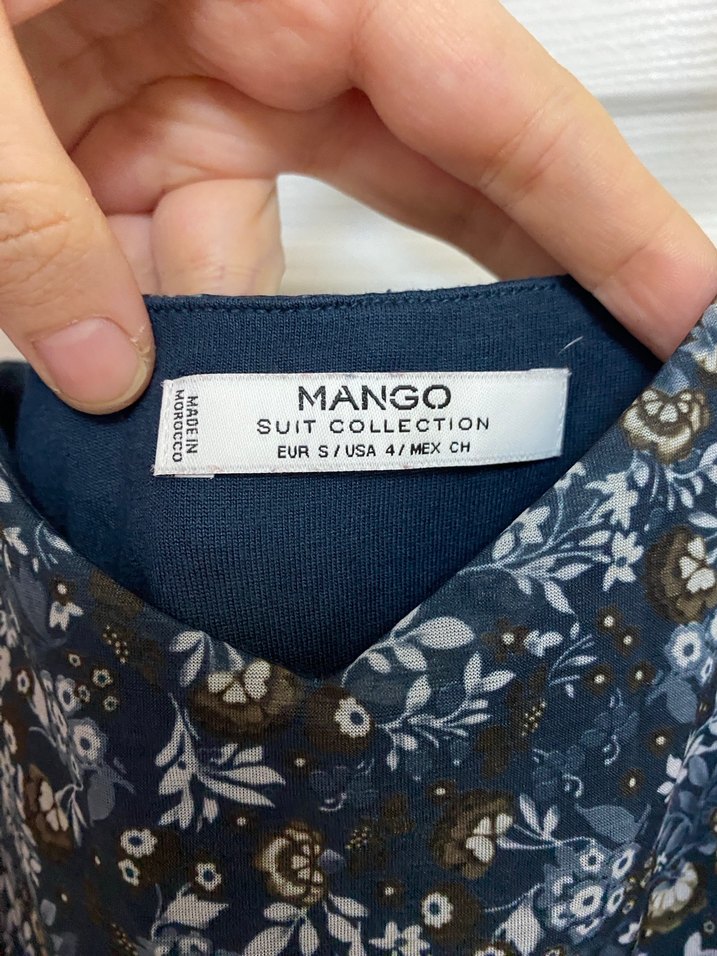 MANGO
SUIT COLLECTION
EUR S / USA 4 / MEX CH
MADE IN
MOROCCO